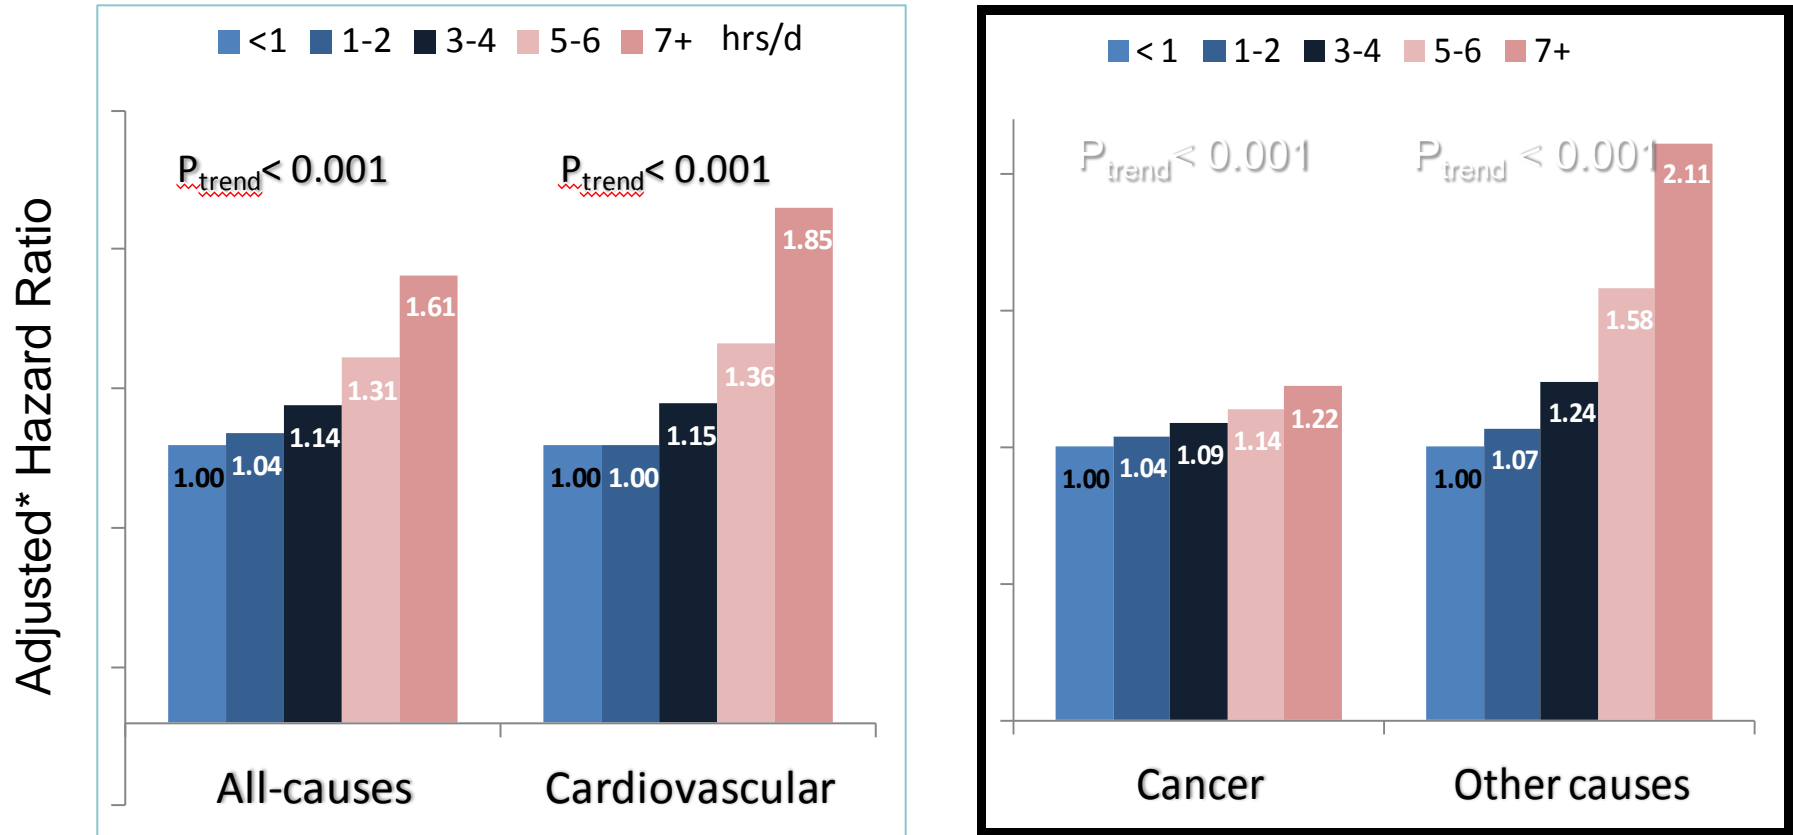 <1 1-2 3-4 5-6 7+ hrs/d
Ptrend< 0.001 Ptrend< 0.001
Adjusted* Hazard Ratio
1.00 1.04 1.14 1.31 1.61
1.00 1.00 1.15 1.36 1.85
All-causes Cardiovascular
< 1 1-2 3-4 5-6 7+
Ptrend< 0.001 Ptrend < 0.001
1.00 1.04 1.09 1.14 1.22
1.00 1.07 1.24 1.58 2.11
Cancer Other causes